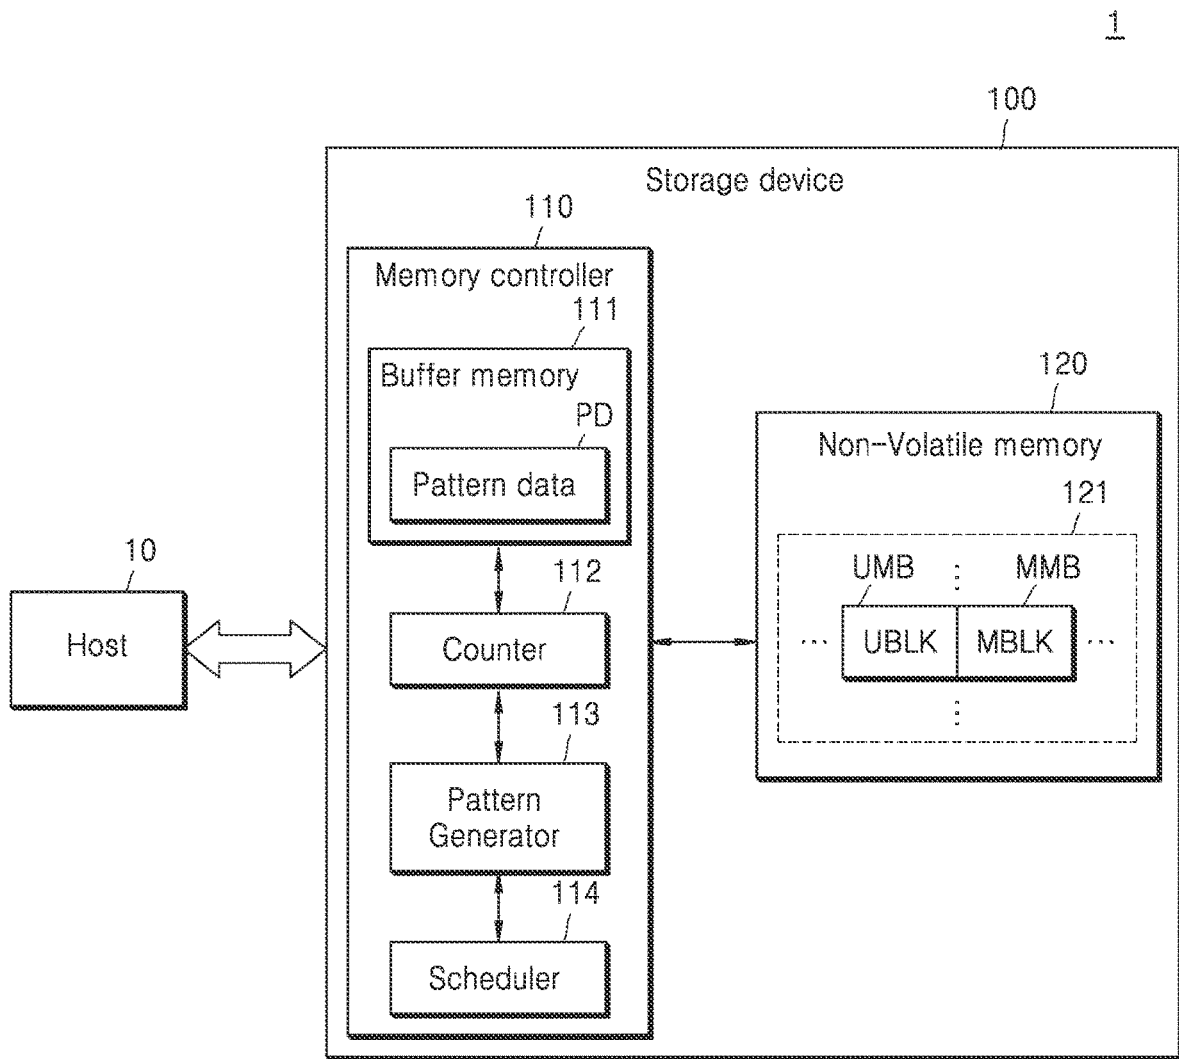 1
100
Storage device
110
Memory controller
111
Buffer memory
PD
Pattern data
120
Non-Volatile memory
121
UMB ⋮ MMB
... UBLK MBLK ...
⋮
10
Host
112
Counter
113
Pattern
Generator
114
Scheduler